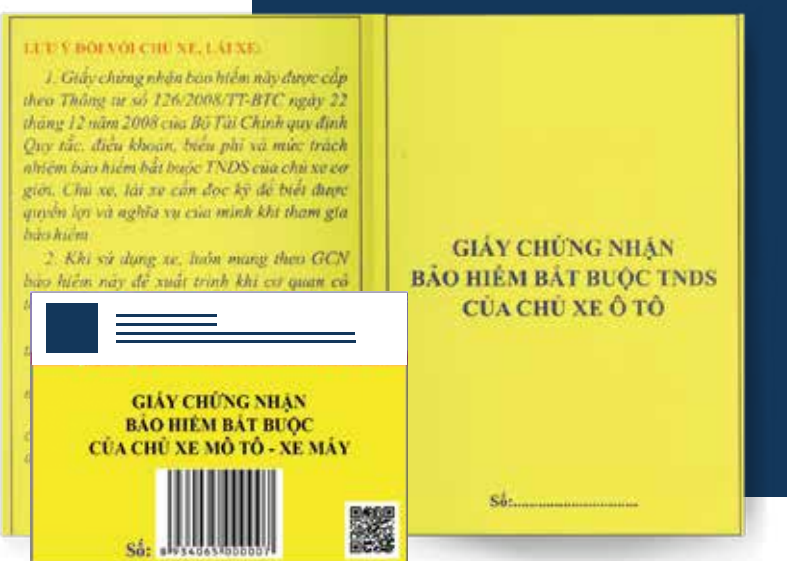 LƯU Ý ĐỐI VỚI CHỦ XE, LÁI XE:
1. Giấy chứng nhận bảo hiểm này được cấp
theo Thông tư số 126/2008/TT-BTC ngày 22
tháng 12 năm 2008 của Bộ Tài Chính quy định
Quy tắc, điều khoản, biểu phí và mức trách
nhiệm bảo hiểm bắt buộc TNDS của chủ xe cơ
giới. Chủ xe, lái xe cần đọc kỹ để biết được
quyền lợi và nghĩa vụ của mình khi tham gia
bảo hiểm
2. Khi sử dụng xe, luôn mang theo GCN
bảo hiểm này để xuất trình khi cơ quan có
GIẤY CHỨNG NHẬN
BẢO HIỂM BẮT BUỘC TNDS
CỦA CHỦ XE Ô TÔ
Số:..............................
GIẤY CHỨNG NHẬN
BẢO HIỂM BẮT BUỘC
CỦA CHỦ XE MÔ TÔ - XE MÁY
Số: 8 934065 000007